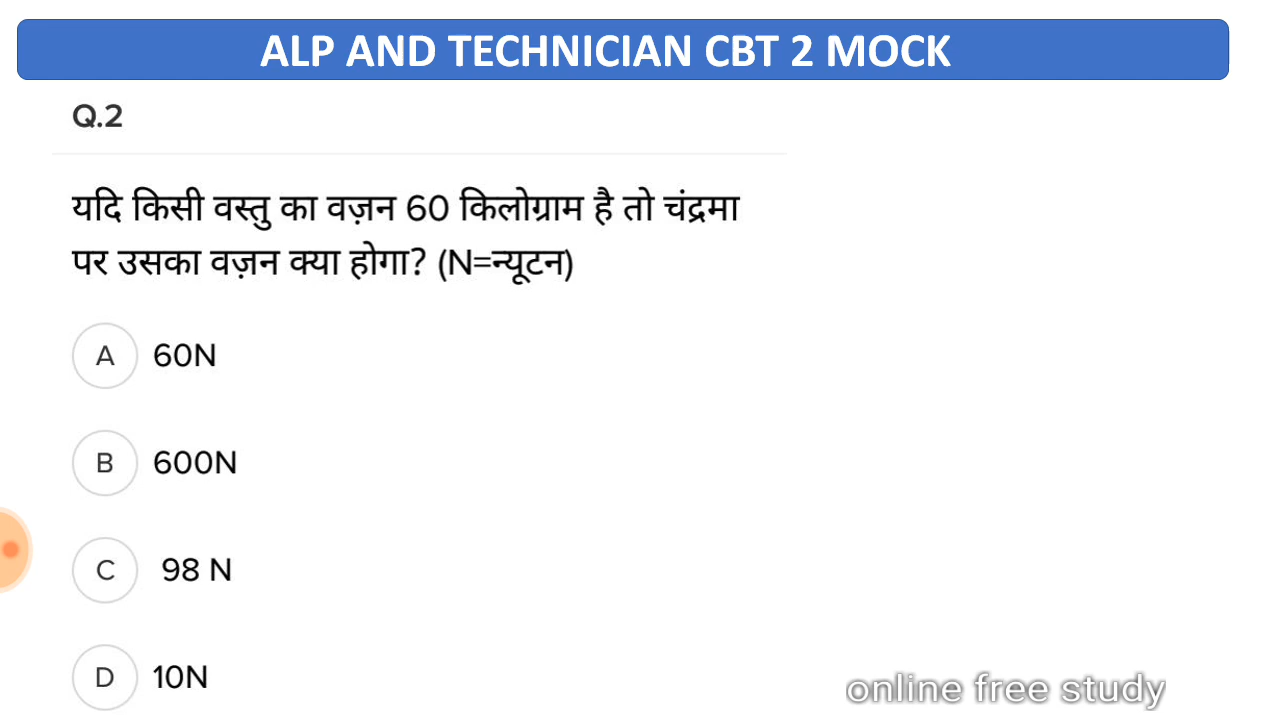 ALP AND TECHNICIAN CBT 2 MOCK
Q.2
यदि किसी वस्तु का वज़न 60 किलोग्राम है तो चंद्रमा
पर उसका वज़न क्या होगा? (N=न्यूटन)
A 60N
B 600N
C 98 N
D 10N
online free study